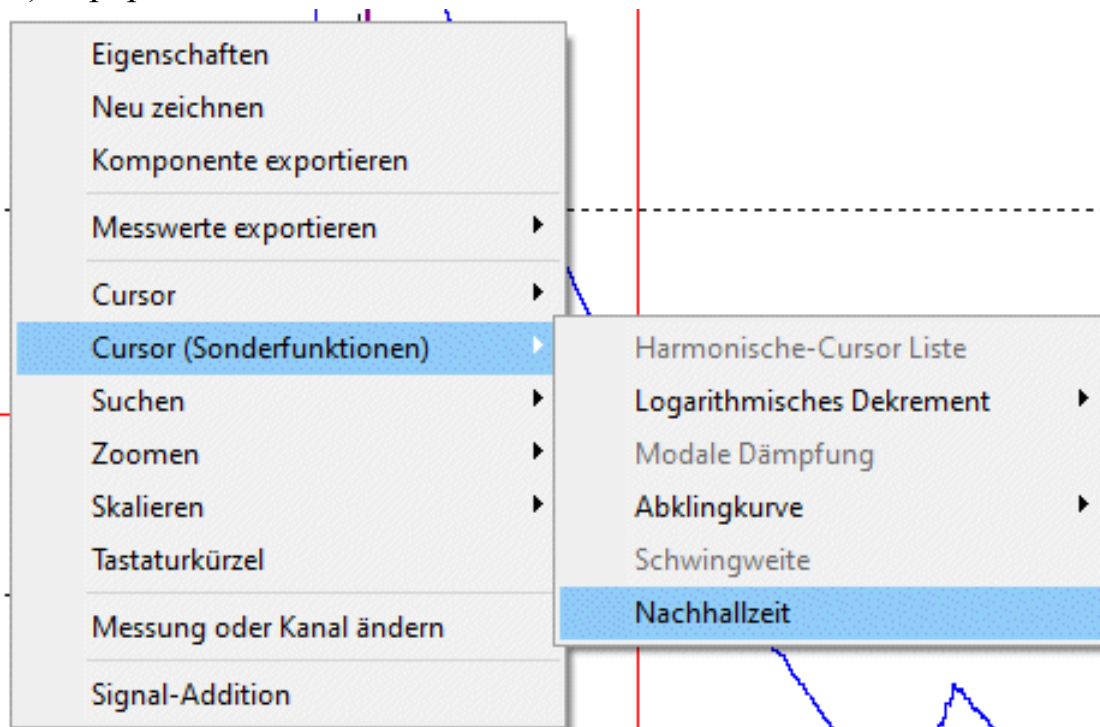 Eigenschaften
Neu zeichnen
Komponente exportieren
Messwerte exportieren
Cursor
Cursor (Sonderfunktionen)
Suchen
Zoomen
Skalieren
Tastaturkürzel
Messung oder Kanal ändern
Signal-Addition
Harmonische-Cursor Liste
Logarithmisches Dekrement
Modale Dämpfung
Abklingkurve
Schwingweite
Nachhallzeit